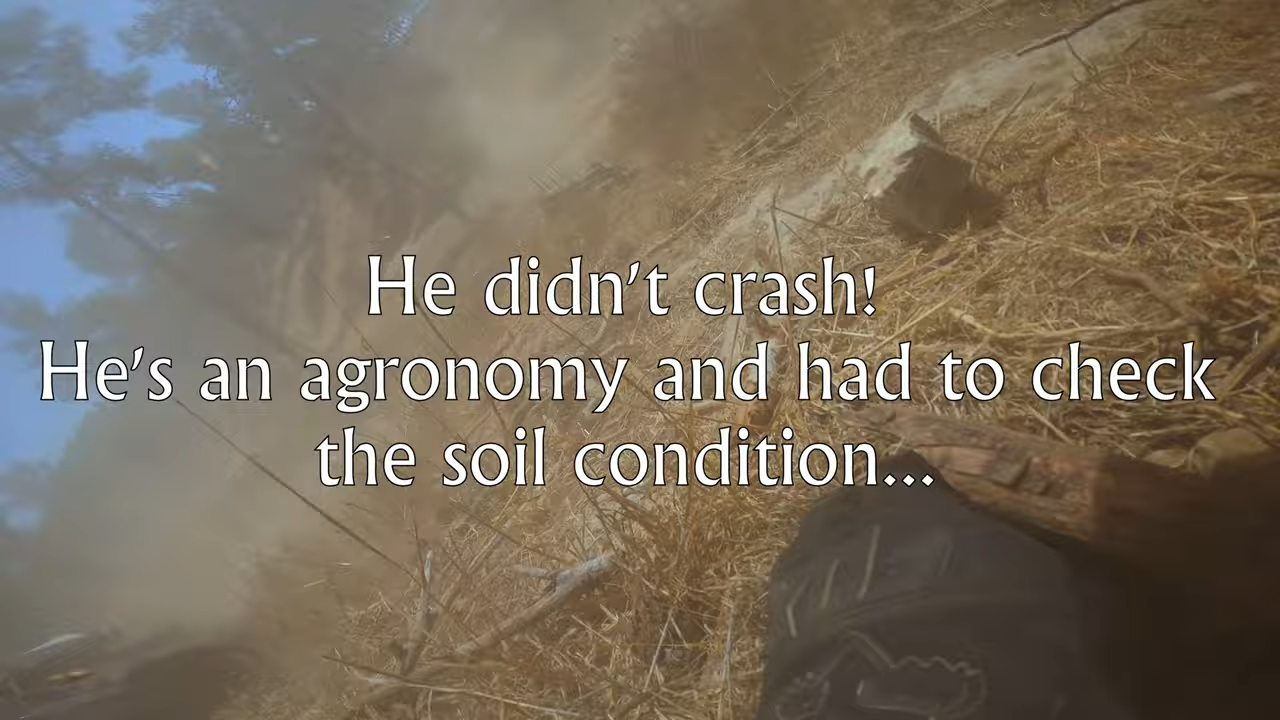 He didn't crash!
He's an agronomy and had to check
the soil condition...